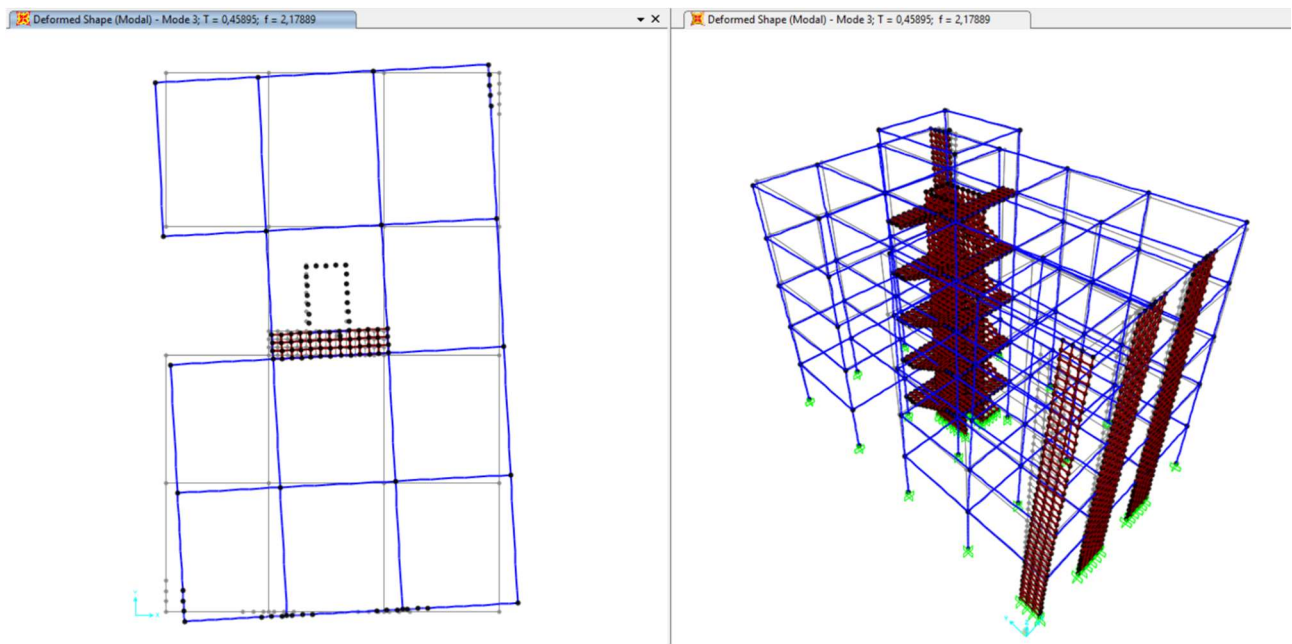 Deformed Shape (Modal) - Mode 3; T = 0,45895; f = 2,17889
Deformed Shape (Modal) - Mode 3; T = 0,45895; f = 2,17889